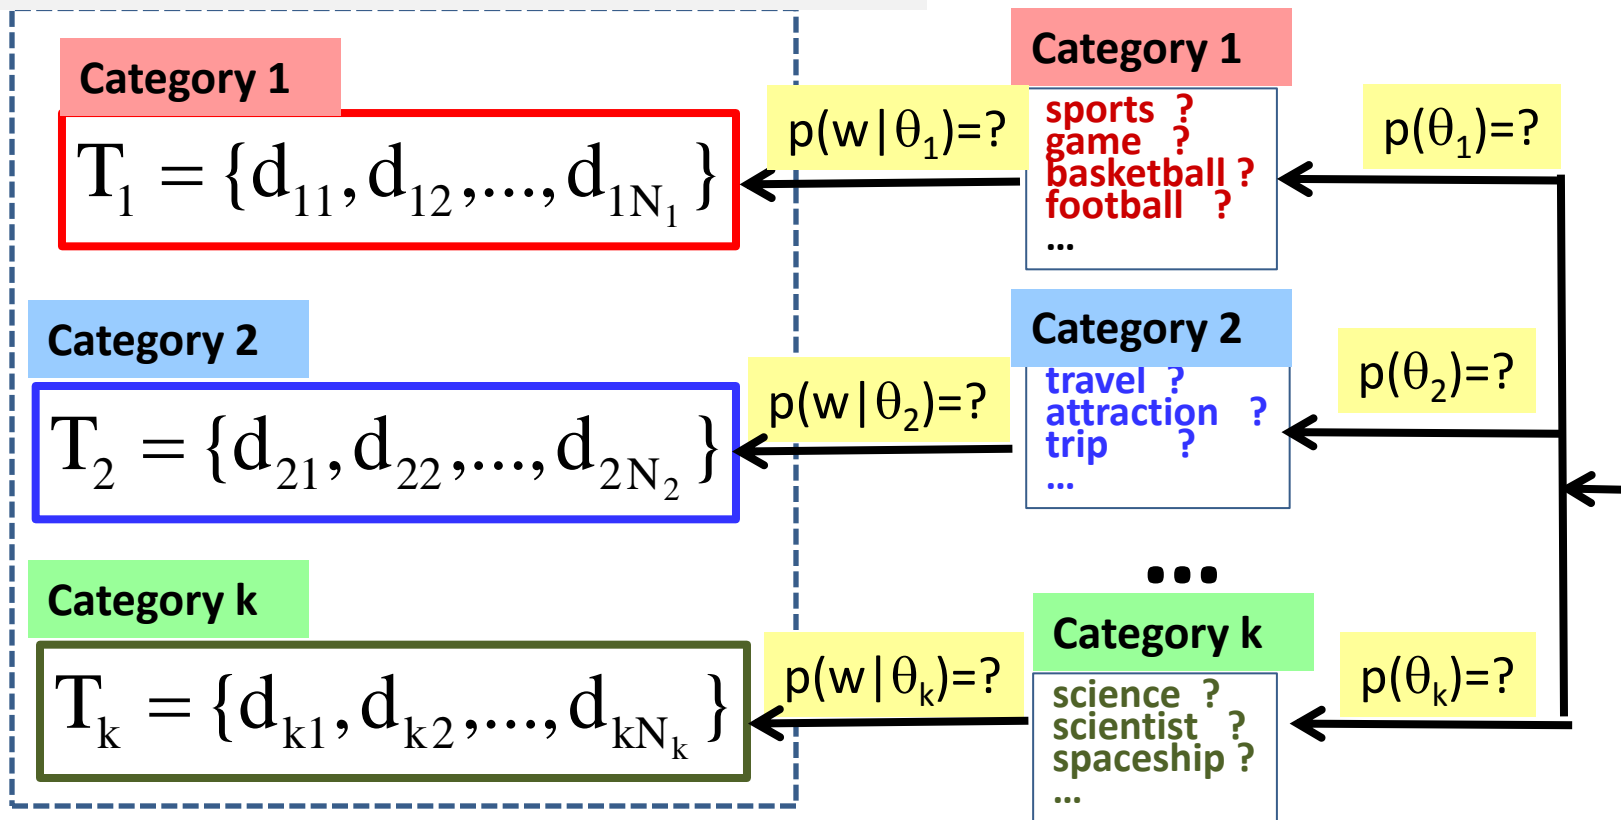 Category 1
T₁ = {d₁₁, d₁₂,..., d₁N₁}
p(w|θ₁)=?
Category 1
sports ?
game ?
basketball ?
football ?
...
p(θ₁)=?
Category 2
T₂ = {d₂₁, d₂₂,..., d₂N₂}
p(w|θ₂)=?
Category 2
travel ?
attraction ?
trip ?
...
p(θ₂)=?
...
Category k
Tₖ = {dₖ₁, dₖ₂,..., dₖNₖ}
p(w|θₖ)=?
Category k
science ?
scientist ?
spaceship ?
...
p(θₖ)=?